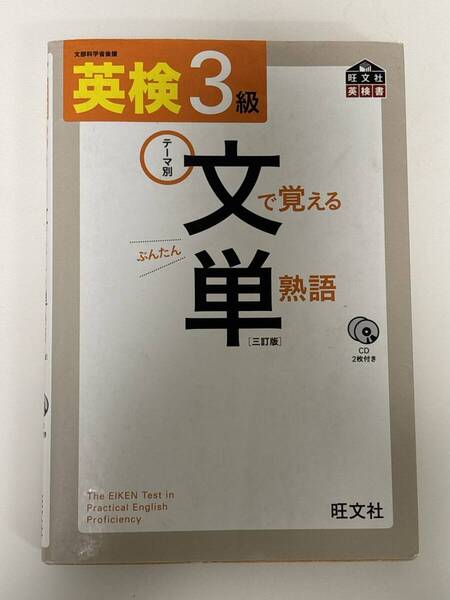 文部科学省後援
英検3級
旺文社
英検書
テーマ別
文で覚える
ぶんたん
単熟語
[三訂版]
CD
2枚付き
The EIKEN Test in
Practical English
Proficiency
旺文社